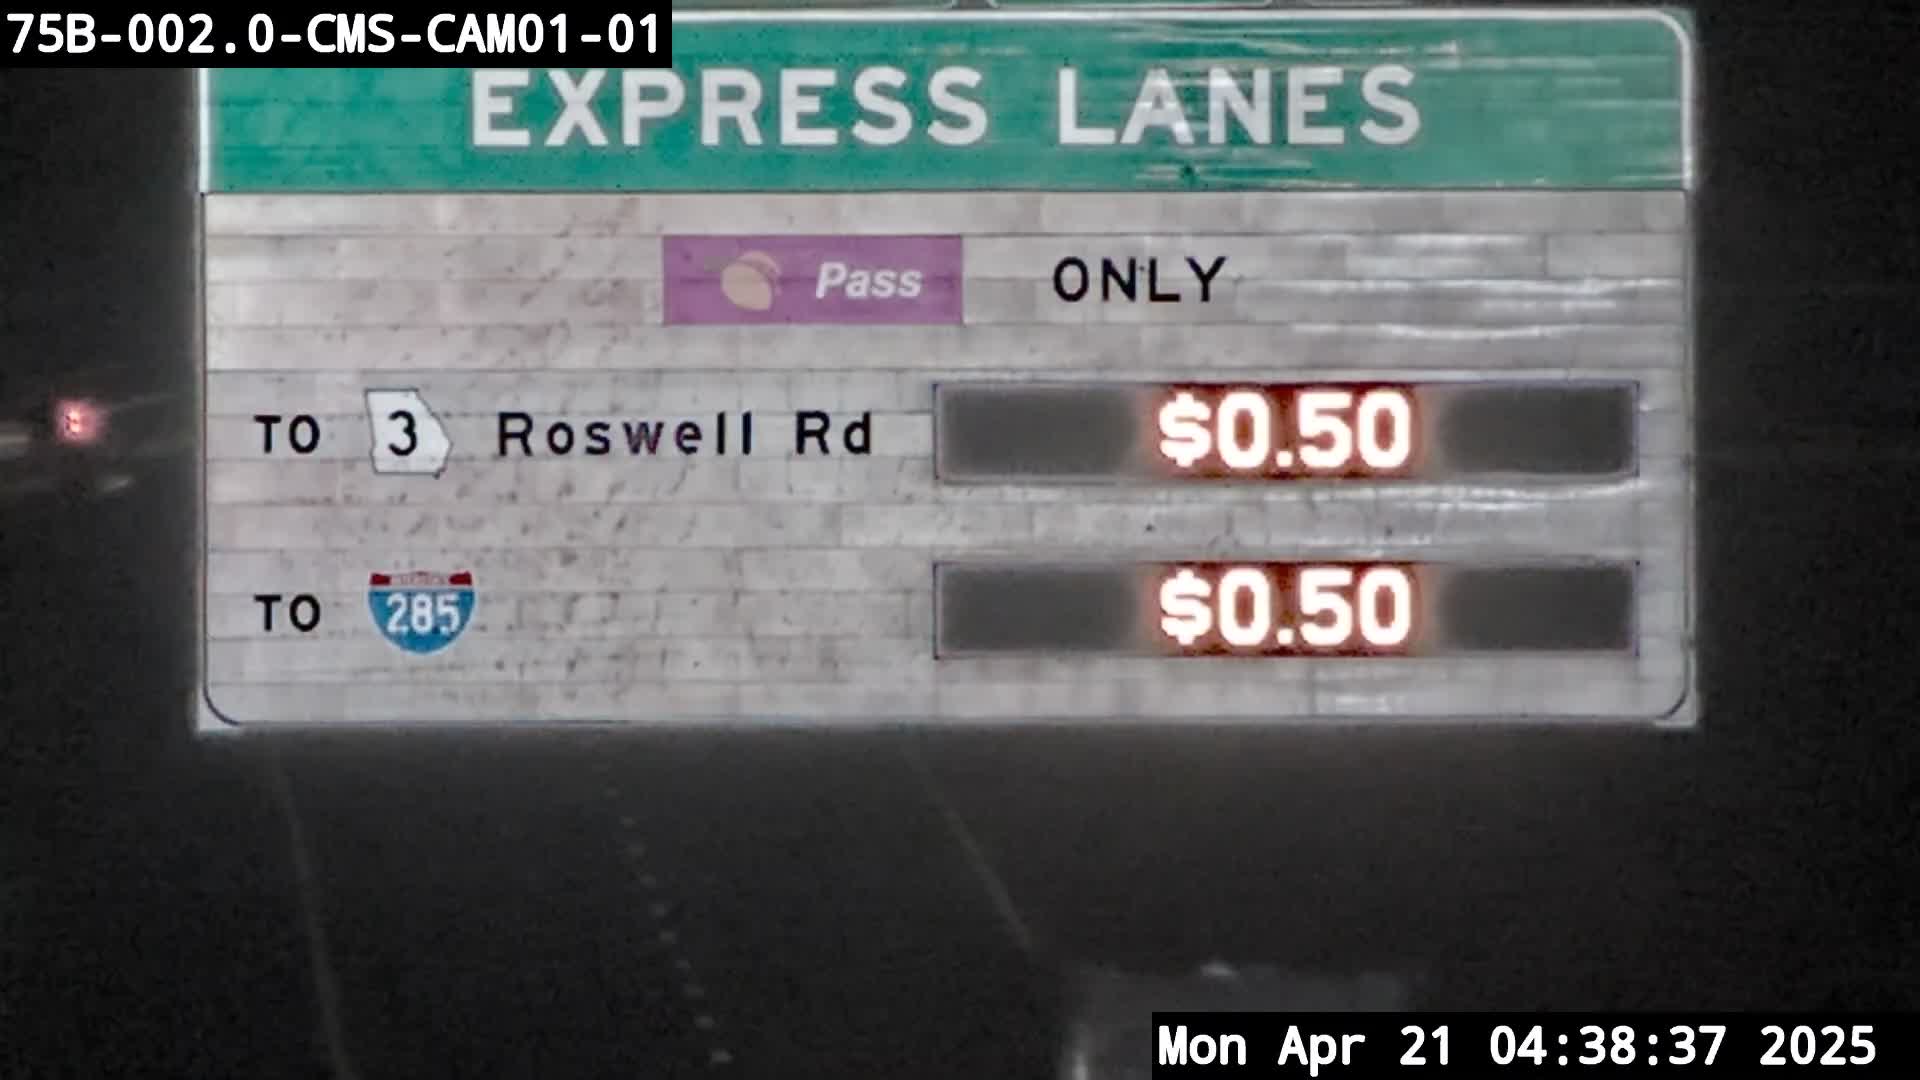 75B-002.0-CMS-CAM01-01
EXPRESS LANES
Pass ONLY
TO 3 Roswell Rd $0.50
TO 285 $0.50
Mon Apr 21 04:38:37 2025